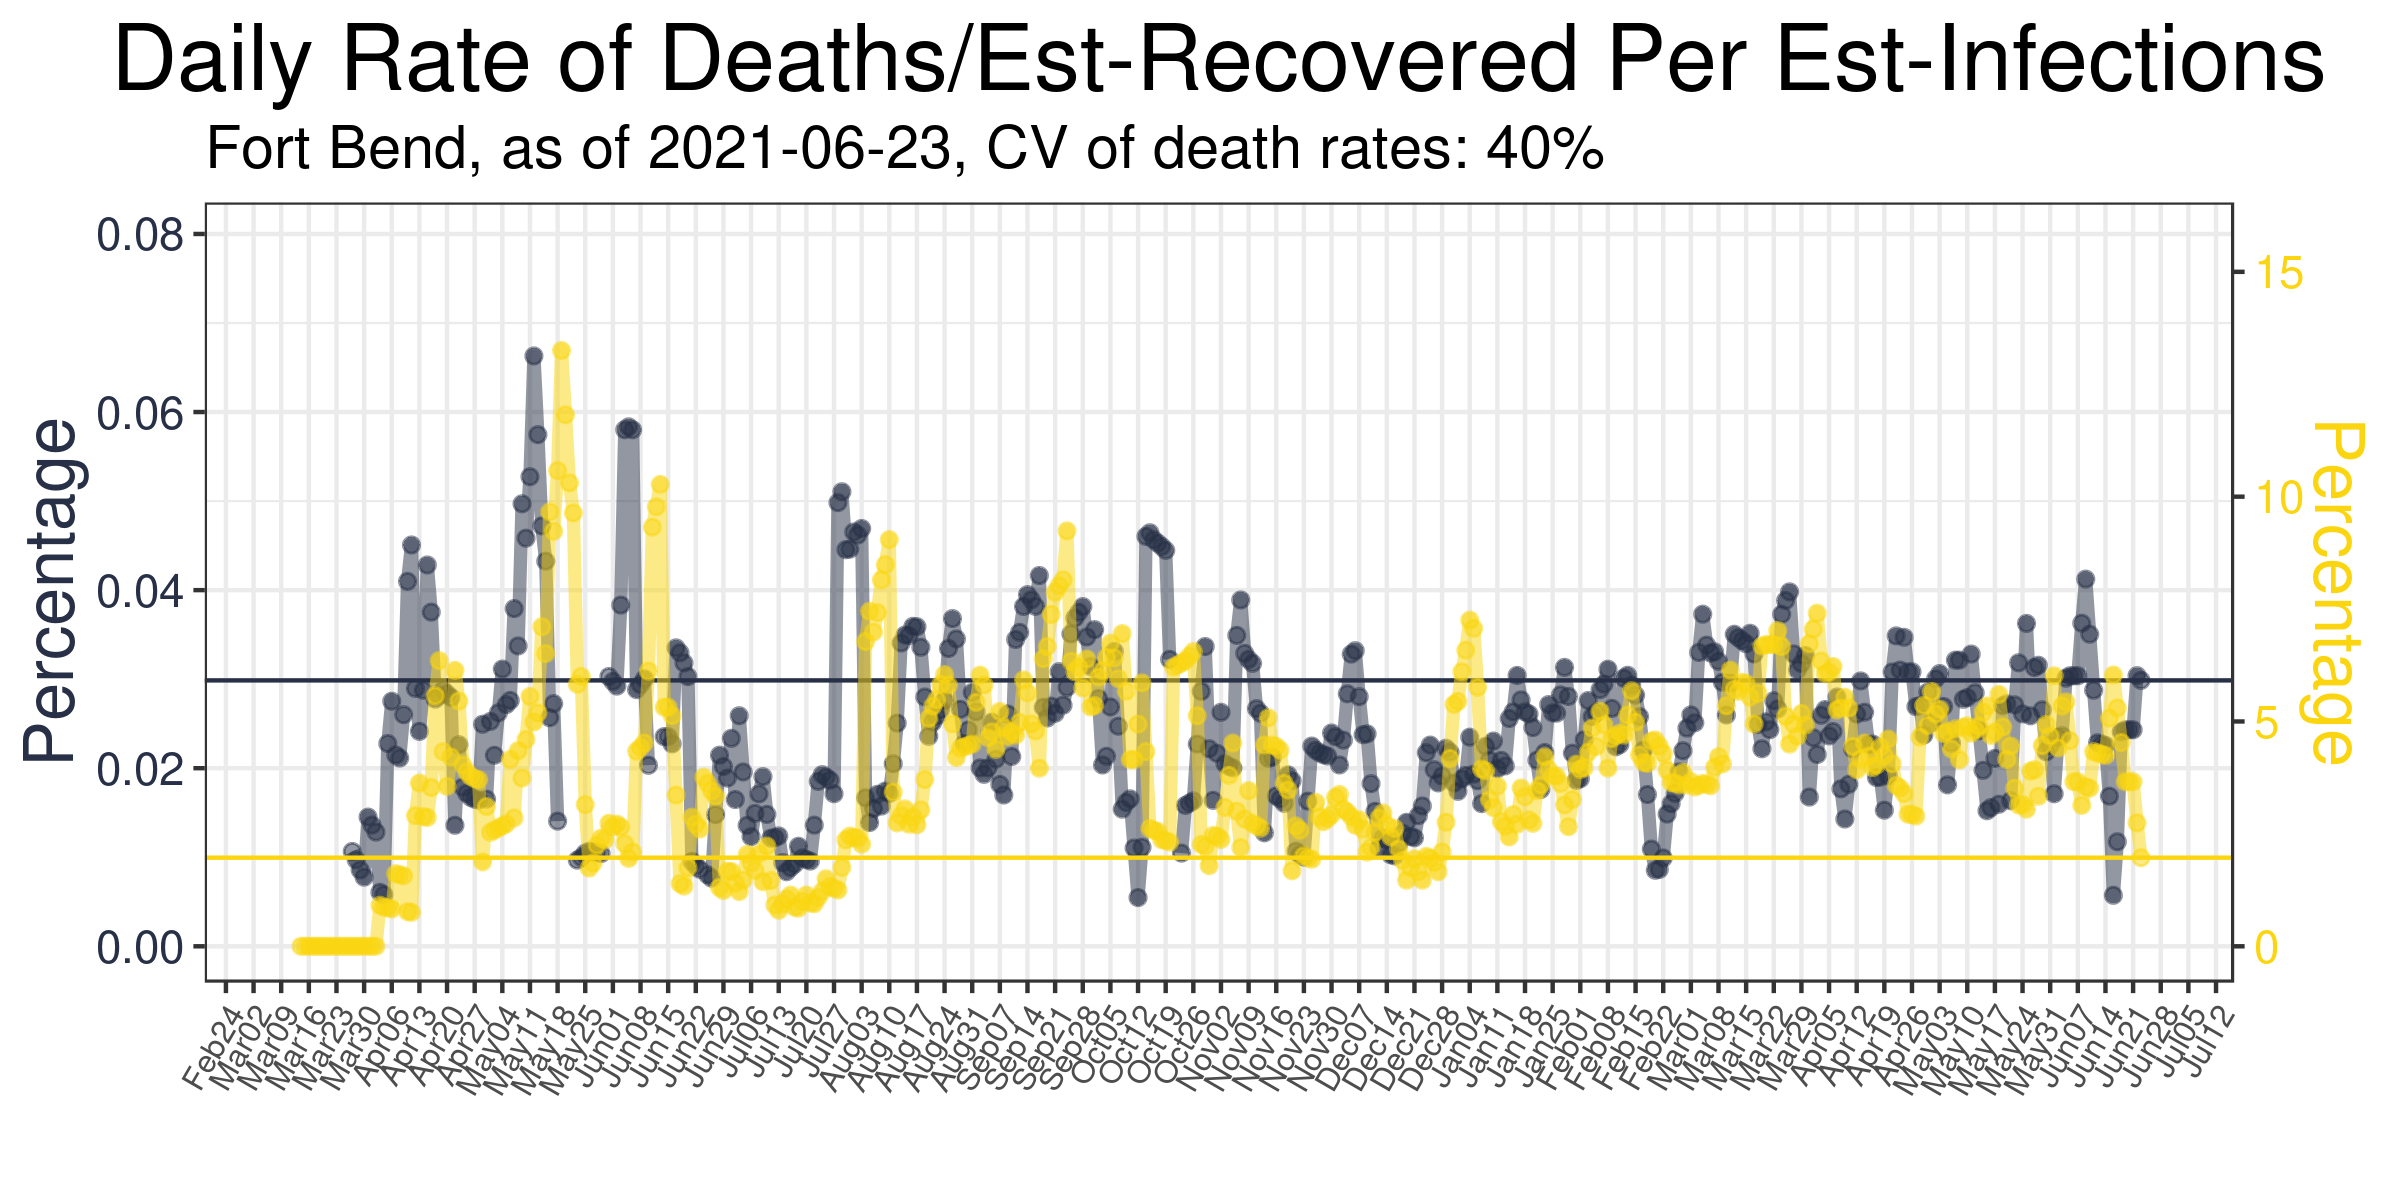 Daily Rate of Deaths/Est-Recovered Per Est-Infections
Fort Bend, as of 2021-06-23, CV of death rates: 40%
Percentage
0.08
0.06
0.04
0.02
0.00
15
10
5
0
Percentage
Feb24
Mar02
Mar09
Mar16
Mar23
Mar30
Apr06
Apr13
Apr20
Apr27
May04
May11
May18
May25
Jun01
Jun08
Jun15
Jun22
Jun29
Jul06
Jul13
Jul20
Jul27
Aug03
Aug10
Aug17
Aug24
Aug31
Sep07
Sep14
Sep21
Sep28
Oct05
Oct12
Oct19
Oct26
Nov02
Nov09
Nov16
Nov23
Nov30
Dec07
Dec14
Dec21
Dec28
Jan04
Jan11
Jan18
Jan25
Feb01
Feb08
Feb15
Feb22
Mar01
Mar08
Mar15
Mar22
Mar29
Apr05
Apr12
Apr19
Apr26
May03
May10
May17
May24
May31
Jun07
Jun14
Jun21
Jun28
Jul05
Jul12